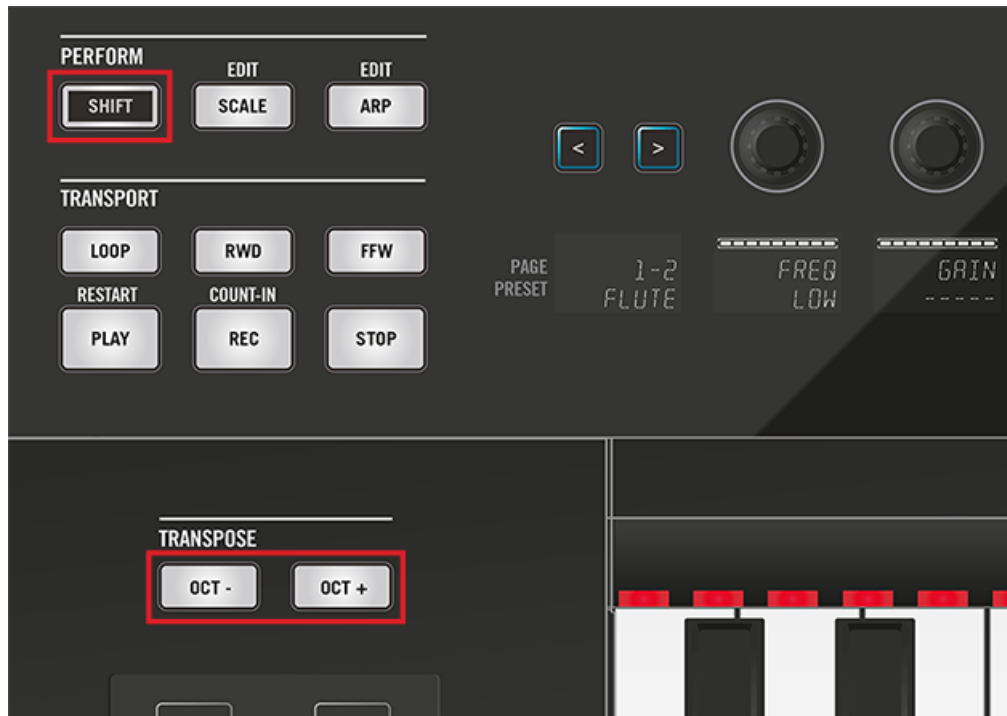 PERFORM
EDIT EDIT
SHIFT SCALE ARP
< >
TRANSPORT
LOOP RWD FFW
PAGE 1-2 FREQ GAIN
PRESET FLUTE LOW -----
RESTART COUNT-IN
PLAY REC STOP
TRANSPOSE
OCT - OCT +